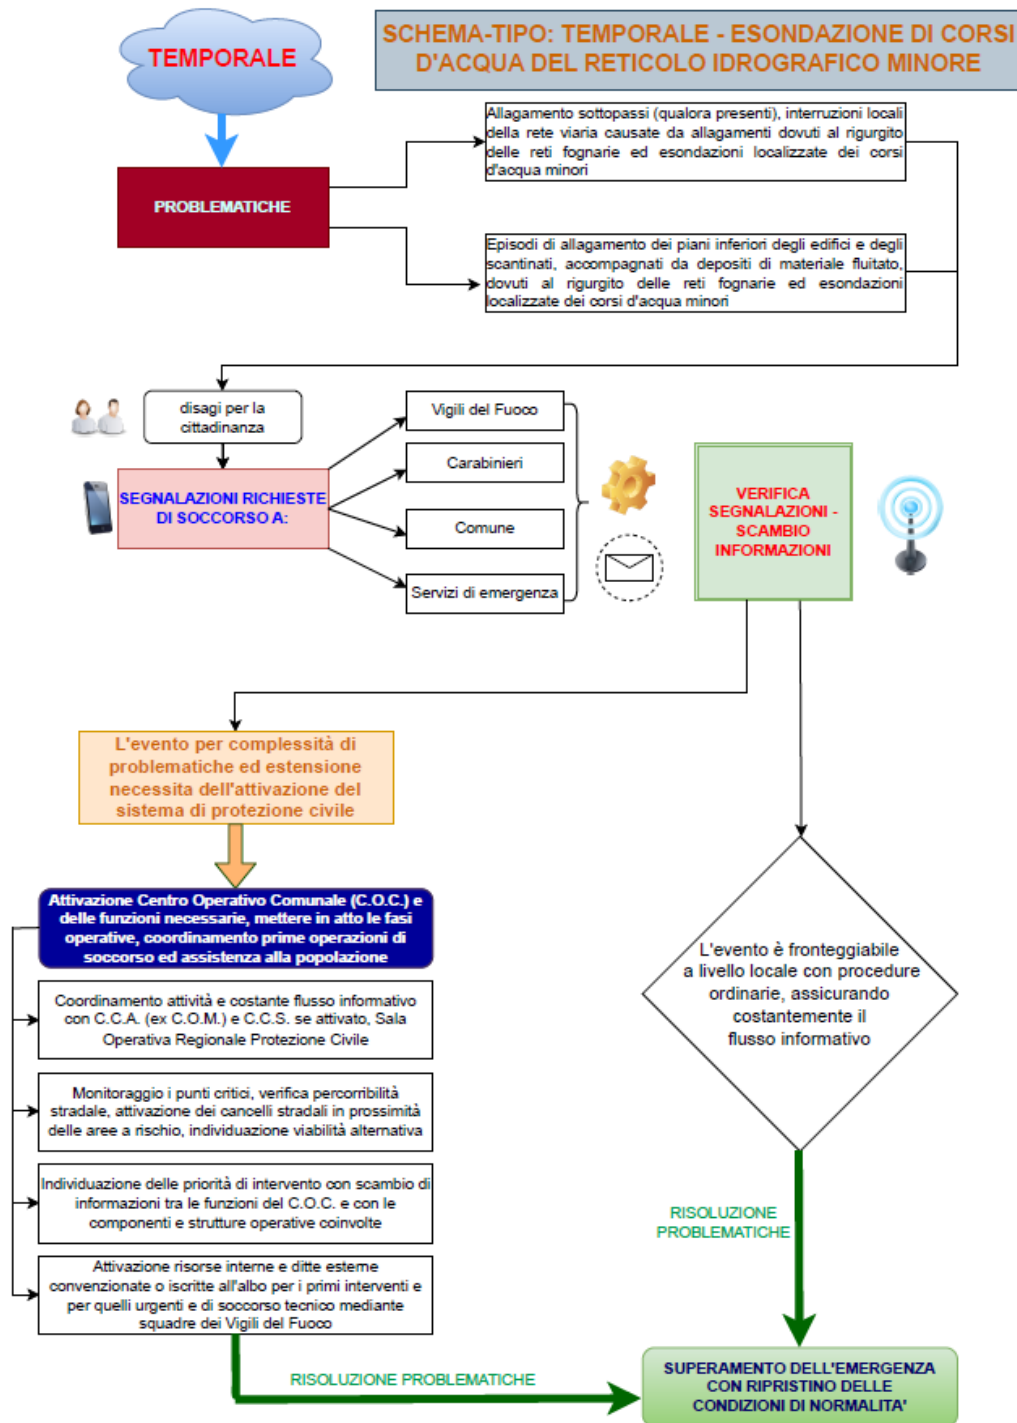 TEMPORALE
SCHEMA-TIPO: TEMPORALE - ESONDAZIONE DI CORSI
D'ACQUA DEL RETICOLO IDROGRAFICO MINORE
PROBLEMATICHE
Allagamento sottopassi (qualora presenti), interruzioni locali
della rete viaria causate da allagamenti dovuti al rigurgito
delle reti fognarie ed esondazioni localizzate dei corsi
d'acqua minori
Episodi di allagamento dei piani inferiori degli edifici e degli
scantinati, accompagnati da depositi di materiale fluitato,
dovuti al rigurgito delle reti fognarie ed esondazioni
localizzate dei corsi d'acqua minori
disagi per la
cittadinanza
SEGNALAZIONI RICHIESTE
DI SOCCORSO A:
Vigili del Fuoco
Carabinieri
Comune
Servizi di emergenza
VERIFICA
SEGNALAZIONI -
SCAMBIO
INFORMAZIONI
L'evento per complessità di
problematiche ed estensione
necessita dell'attivazione del
sistema di protezione civile
Attivazione Centro Operativo Comunale (C.O.C.) e
delle funzioni necessarie, mettere in atto le fasi
operative, coordinamento prime operazioni di
soccorso ed assistenza alla popolazione
Coordinamento attività e costante flusso informativo
con C.C.A. (ex C.O.M.) e C.C.S. se attivato, Sala
Operativa Regionale Protezione Civile
Monitoraggio i punti critici, verifica percorribilità
stradale, attivazione dei cancelli stradali in prossimità
delle aree a rischio, individuazione viabilità alternativa
Individuazione delle priorità di intervento con scambio di
informazioni tra le funzioni del C.O.C. e con le
componenti e strutture operative coinvolte
Attivazione risorse interne e ditte esterne
convenzionate o iscritte all'albo per i primi interventi e
per quelli urgenti e di soccorso tecnico mediante
squadre dei Vigili del Fuoco
L'evento è fronteggiabile
a livello locale con procedure
ordinarie, assicurando
costantemente il
flusso informativo
RISOLUZIONE
PROBLEMATICHE
RISOLUZIONE PROBLEMATICHE
SUPERAMENTO DELL'EMERGENZA
CON RIPRISTINO DELLE
CONDIZIONI DI NORMALITA'